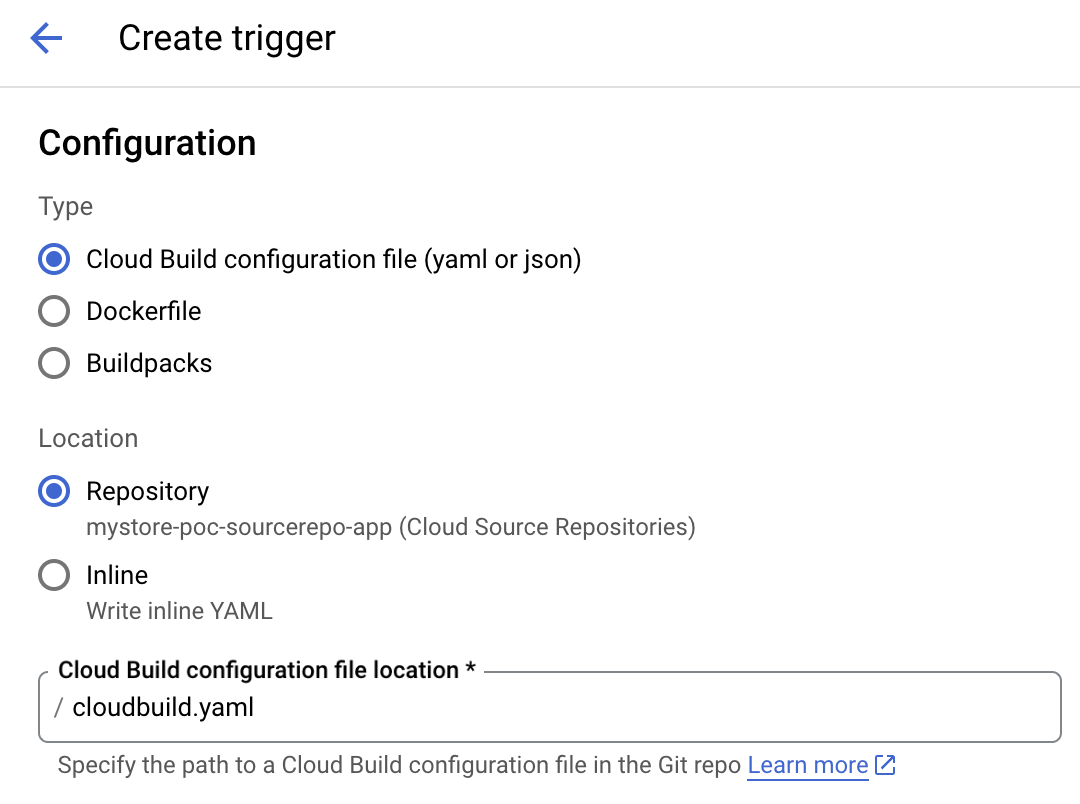 Create trigger
Configuration
Type
Cloud Build configuration file (yaml or json)
Dockerfile
Buildpacks
Location
Repository
mystore-poc-sourcerepo-app (Cloud Source Repositories)
Inline
Write inline YAML
Cloud Build configuration file location *
/ cloudbuild.yaml
Specify the path to a Cloud Build configuration file in the Git repo Learn more